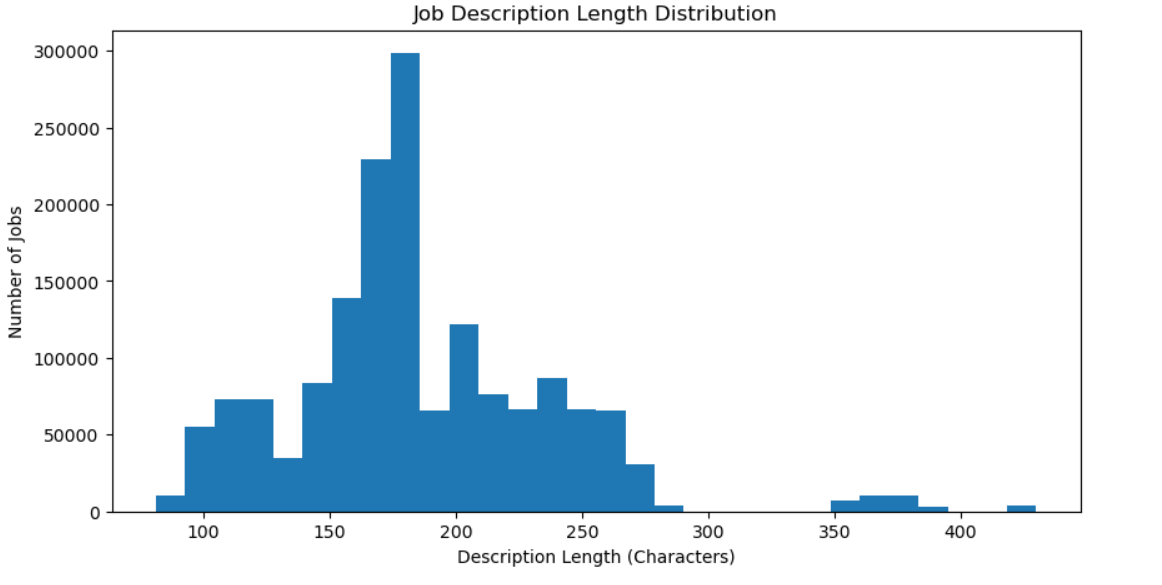 Job Description Length Distribution
300000
250000
200000
150000
100000
50000
0
Number of Jobs
100 150 200 250 300 350 400
Description Length (Characters)